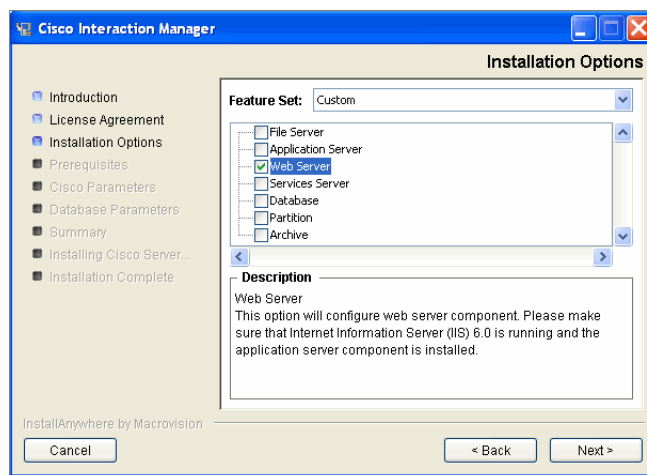 Cisco Interaction Manager
Installation Options
Introduction
License Agreement
Installation Options
Prerequisites
Cisco Parameters
Database Parameters
Summary
Installing Cisco Server...
Installation Complete
Feature Set: Custom
File Server
Application Server
Web Server
Services Server
Database
Partition
Archive
Description
Web Server
This option will configure web server component. Please make
sure that Internet Information Server (IIS) 6.0 is running and the
application server component is installed.
InstallAnywhere by Macrovision
Cancel
< Back
Next >